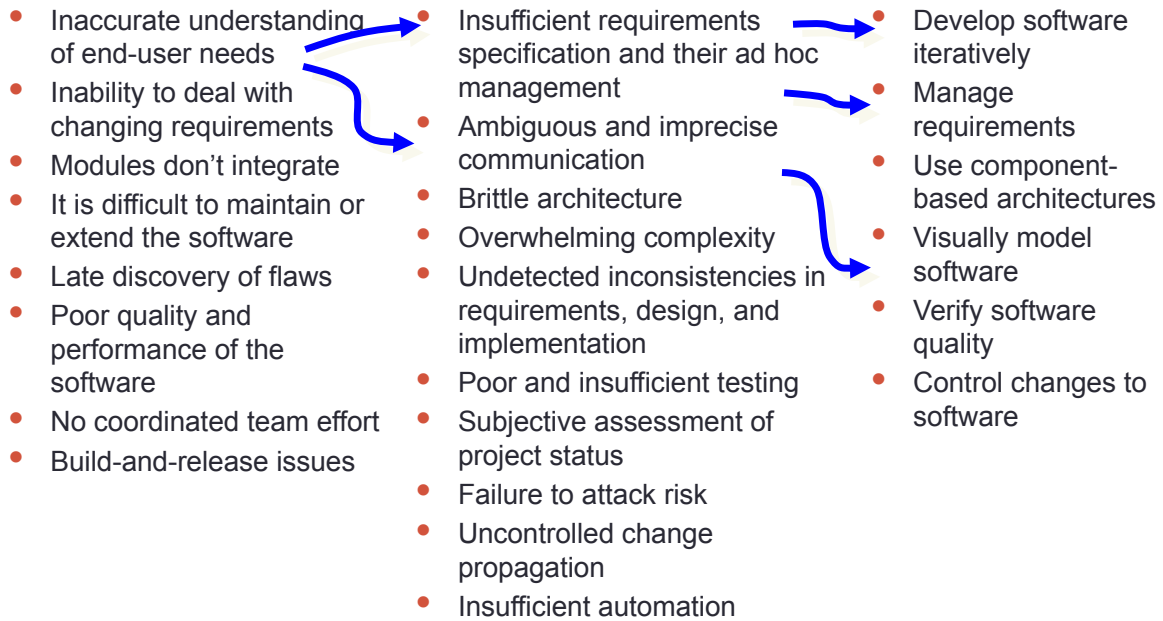 • Inaccurate understanding
of end-user needs
• Inability to deal with
changing requirements
• Modules don’t integrate
• It is difficult to maintain or
extend the software
• Late discovery of flaws
• Poor quality and
performance of the
software
• No coordinated team effort
• Build-and-release issues
• Insufficient requirements
specification and their ad hoc
management
• Ambiguous and imprecise
communication
• Brittle architecture
• Overwhelming complexity
• Undetected inconsistencies in
requirements, design, and
implementation
• Poor and insufficient testing
• Subjective assessment of
project status
• Failure to attack risk
• Uncontrolled change
propagation
• Insufficient automation
• Develop software
iteratively
• Manage
requirements
• Use component-
based architectures
• Visually model
software
• Verify software
quality
• Control changes to
software